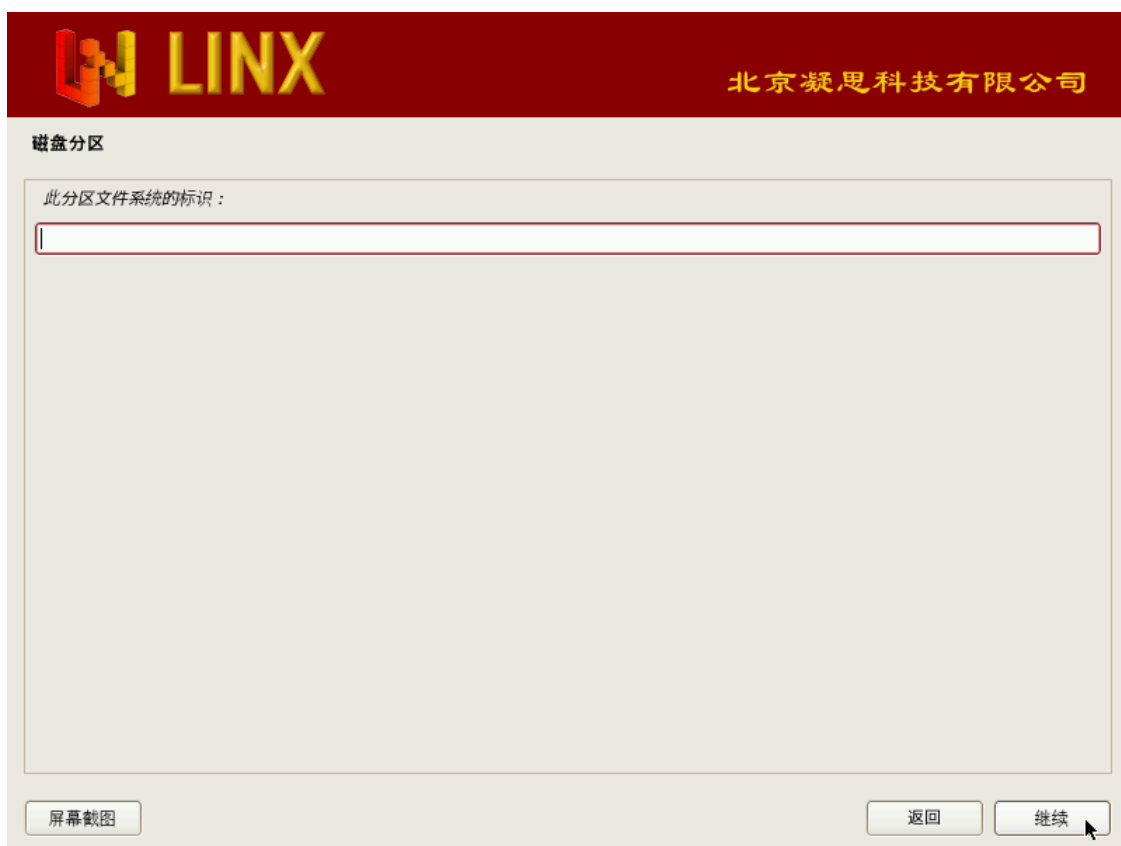 LINX
北京凝思科技有限公司
磁盘分区
此分区文件系统的标识：
屏幕截图
返回
继续